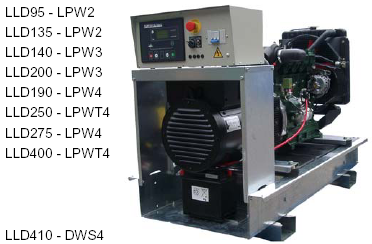 LLD95 - LPW2
LLD135 - LPW2
LLD140 - LPW3
LLD200 - LPW3
LLD190 - LPW4
LLD250 - LPWT4
LLD275 - LPW4
LLD400 - LPWT4
LLD410 - DWS4